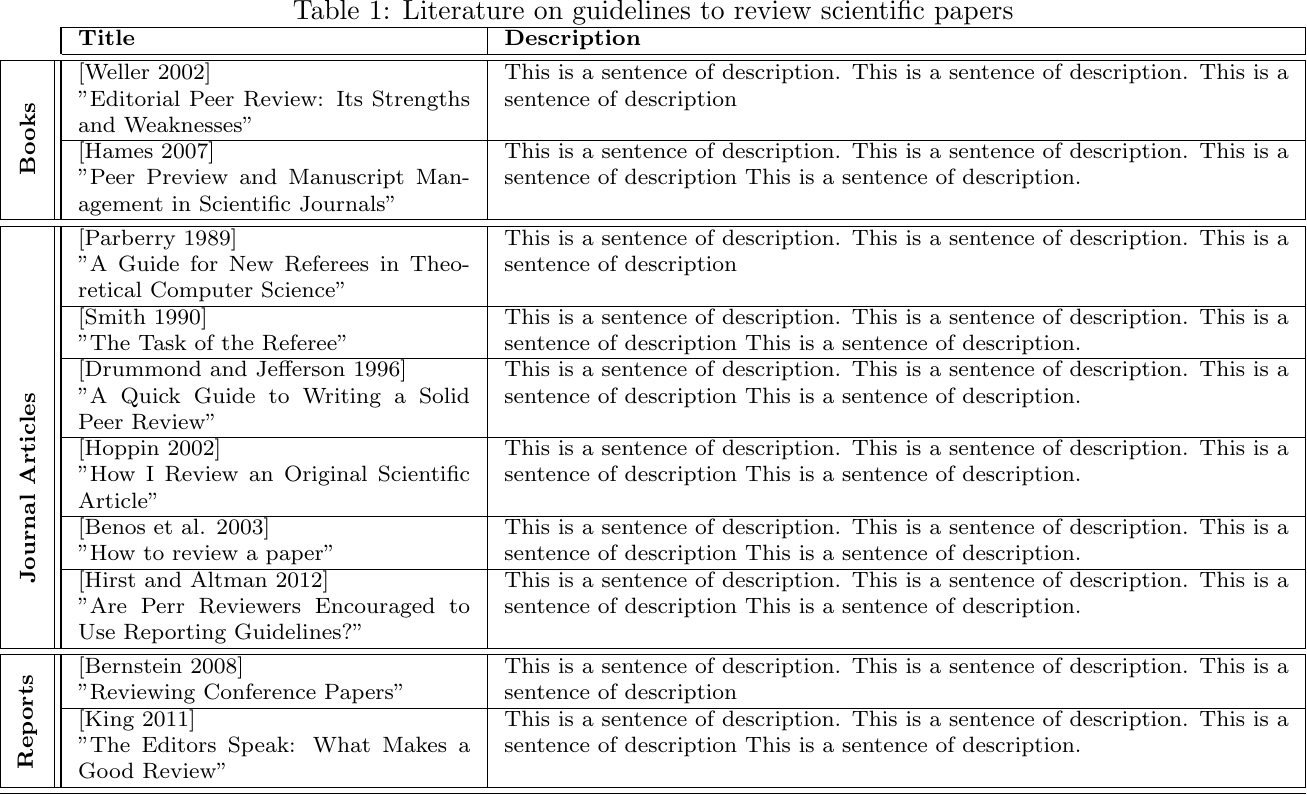 Table 1: Literature on guidelines to review scientific papers
Title Description
Books
[Weller 2002]
”Editorial Peer Review: Its Strengths
and Weaknesses”
This is a sentence of description. This is a sentence of description. This is a
sentence of description
[Hames 2007]
”Peer Preview and Manuscript Man-
agement in Scientific Journals”
This is a sentence of description. This is a sentence of description. This is a
sentence of description This is a sentence of description.
Journal Articles
[Parberry 1989]
”A Guide for New Referees in Theo-
retical Computer Science”
This is a sentence of description. This is a sentence of description. This is a
sentence of description
[Smith 1990]
”The Task of the Referee”
This is a sentence of description. This is a sentence of description. This is a
sentence of description This is a sentence of description.
[Drummond and Jefferson 1996]
”A Quick Guide to Writing a Solid
Peer Review”
This is a sentence of description. This is a sentence of description. This is a
sentence of description This is a sentence of description.
[Hoppin 2002]
”How I Review an Original Scientific
Article”
This is a sentence of description. This is a sentence of description. This is a
sentence of description This is a sentence of description.
[Benos et al. 2003]
”How to review a paper”
This is a sentence of description. This is a sentence of description. This is a
sentence of description This is a sentence of description.
[Hirst and Altman 2012]
”Are Perr Reviewers Encouraged to
Use Reporting Guidelines?”
This is a sentence of description. This is a sentence of description. This is a
sentence of description This is a sentence of description.
Reports
[Bernstein 2008]
”Reviewing Conference Papers”
This is a sentence of description. This is a sentence of description. This is a
sentence of description
[King 2011]
”The Editors Speak: What Makes a
Good Review”
This is a sentence of description. This is a sentence of description. This is a
sentence of description This is a sentence of description.